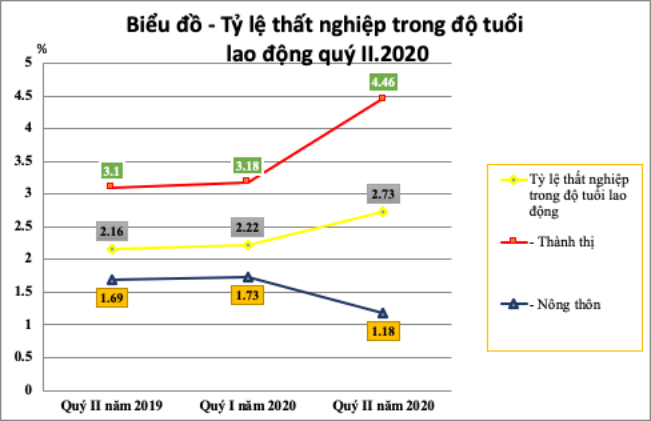 Biểu đồ - Tỷ lệ thất nghiệp trong độ tuổi
lao động quý II.2020
%
5
4.5
4
3.5
3
2.5
2
1.5
1
0.5
0
3.1
3.18
4.46
2.16
2.22
2.73
1.69
1.73
1.18
Quý II năm 2019
Quý I năm 2020
Quý II năm 2020
Tỷ lệ thất nghiệp
trong độ tuổi lao
động
- Thành thị
- Nông thôn